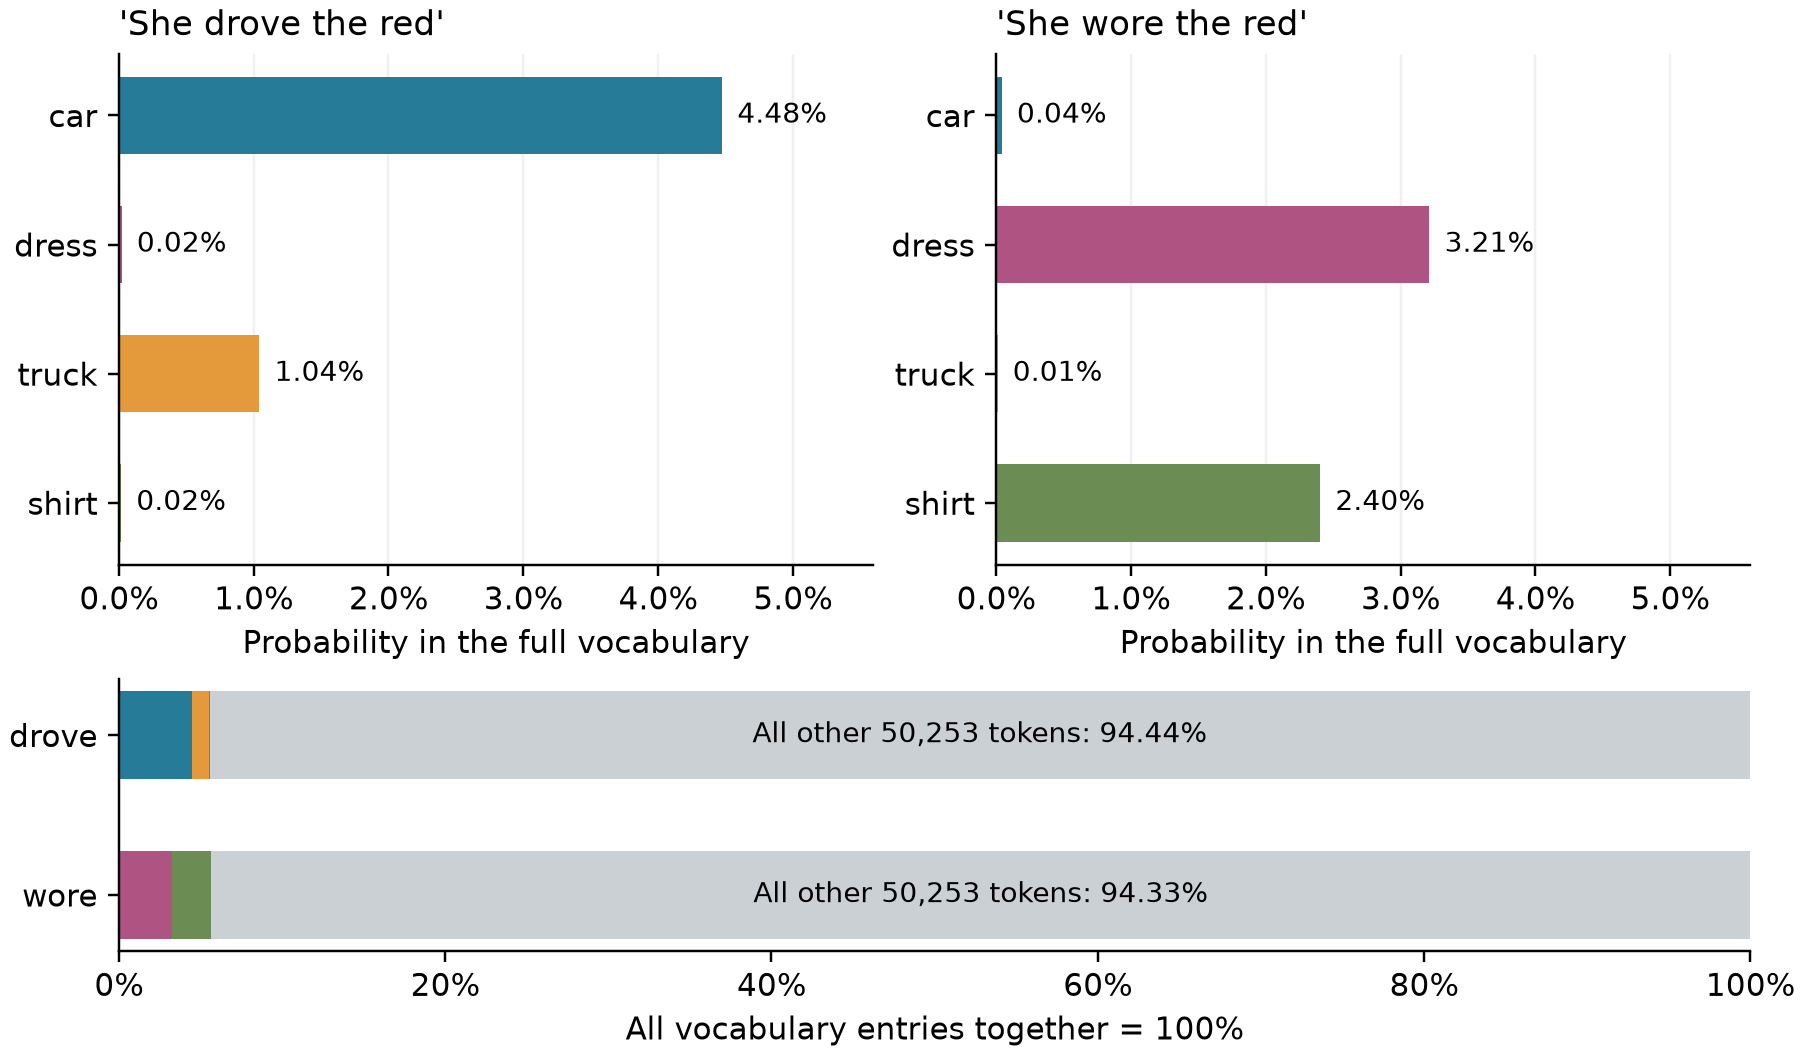 'She drove the red'
car
4.48%
dress
0.02%
truck
1.04%
shirt
0.02%
0.0% 1.0% 2.0% 3.0% 4.0% 5.0%
Probability in the full vocabulary
'She wore the red'
car
0.04%
dress
3.21%
truck
0.01%
shirt
2.40%
0.0% 1.0% 2.0% 3.0% 4.0% 5.0%
Probability in the full vocabulary
drove
All other 50,253 tokens: 94.44%
wore
All other 50,253 tokens: 94.33%
0% 20% 40% 60% 80% 100%
All vocabulary entries together = 100%